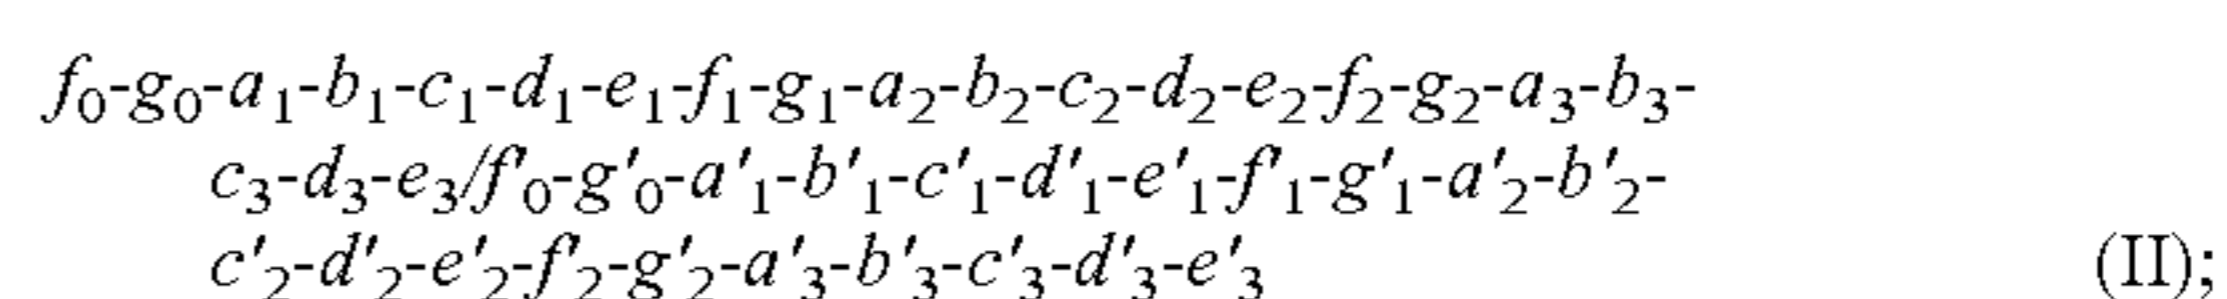 f₀-g₀-a₁-b₁-c₁-d₁-e₁-f₁-g₁-a₂-b₂-c₂-d₂-e₂-f₂-g₂-a₃-b₃-
c₃-d₃-e₃/f'₀-g'₀-a'₁-b'₁-c'₁-d'₁-e'₁-f'₁-g'₁-a'₂-b'₂-
c'₂-d'₂-e'₂-f'₂-g'₂-a'₃-b'₃-c'₃-d'₃-e'₃ (II);